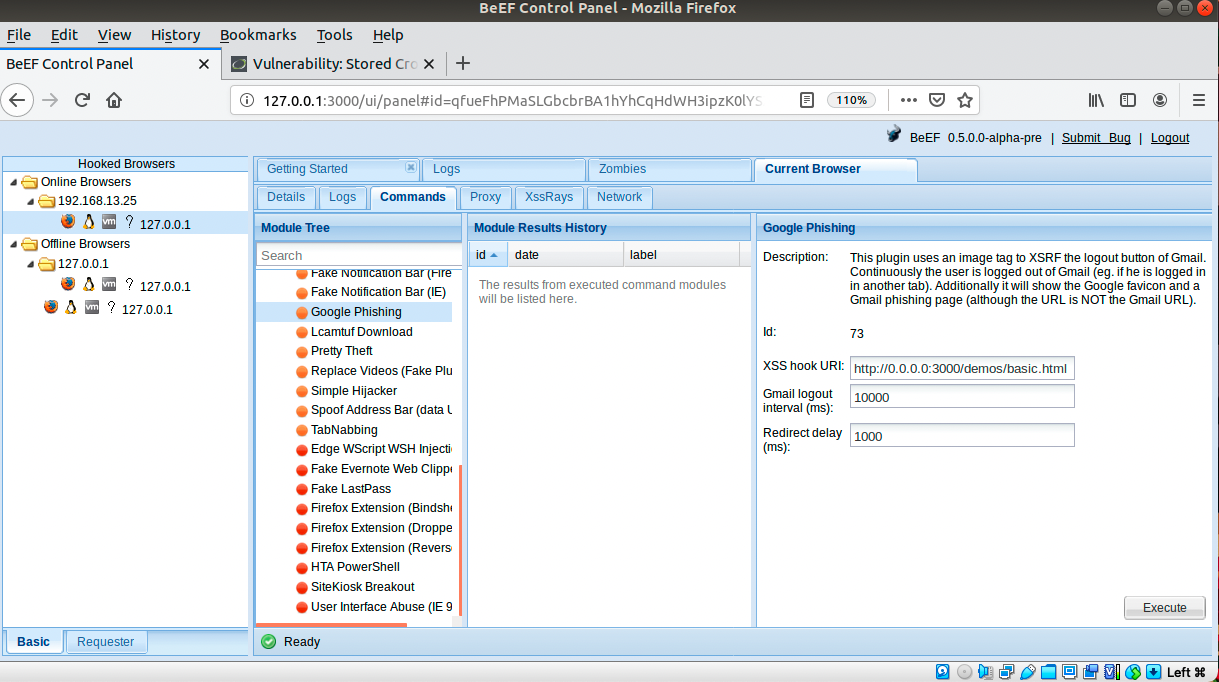 BeEF Control Panel - Mozilla Firefox
File Edit View History Bookmarks Tools Help
BeEF Control Panel
Vulnerability: Stored Cro
127.0.0.1:3000/ui/panel#id=qfueFhPMaSLGbcbrBA1hYhCqHdWH3ipzK0lYS
110%
BeEF 0.5.0.0-alpha-pre | Submit Bug | Logout
Hooked Browsers
Online Browsers
192.168.13.25
vm ? 127.0.0.1
Offline Browsers
127.0.0.1
vm ? 127.0.0.1
vm ? 127.0.0.1
Basic Requester
Getting Started Logs Zombies Current Browser
Details Logs Commands Proxy XssRays Network
Module Tree
Search
Fake Notification Bar (Fire
Fake Notification Bar (IE)
Google Phishing
Lcamtuf Download
Pretty Theft
Replace Videos (Fake Plu
Simple Hijacker
Spoof Address Bar (data U
TabNabbing
Edge WScript WSH Injecti
Fake Evernote Web Clippe
Fake LastPass
Firefox Extension (Bindshe
Firefox Extension (Droppe
Firefox Extension (Revers
HTA PowerShell
SiteKiosk Breakout
User Interface Abuse (IE 9
Module Results History
id date label
The results from executed command modules
will be listed here.
Google Phishing
Description: This plugin uses an image tag to XSRF the logout button of Gmail.
Continuously the user is logged out of Gmail (eg. if he is logged in
in another tab). Additionally it will show the Google favicon and a
Gmail phishing page (although the URL is NOT the Gmail URL).
Id: 73
XSS hook URI: http://0.0.0.0:3000/demos/basic.html
Gmail logout
interval (ms): 10000
Redirect delay
(ms): 1000
Execute
Ready
Left ⌘